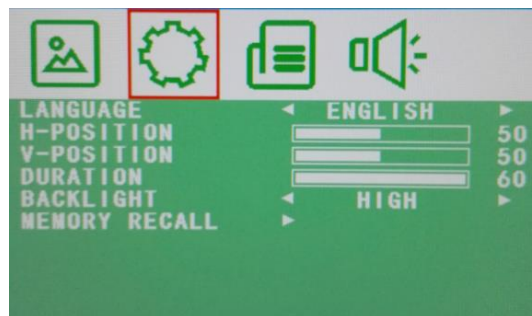 LANGUAGE ENGLISH
H-POSITION 50
V-POSITION 50
DURATION 60
BACKLIGHT HIGH
MEMORY RECALL